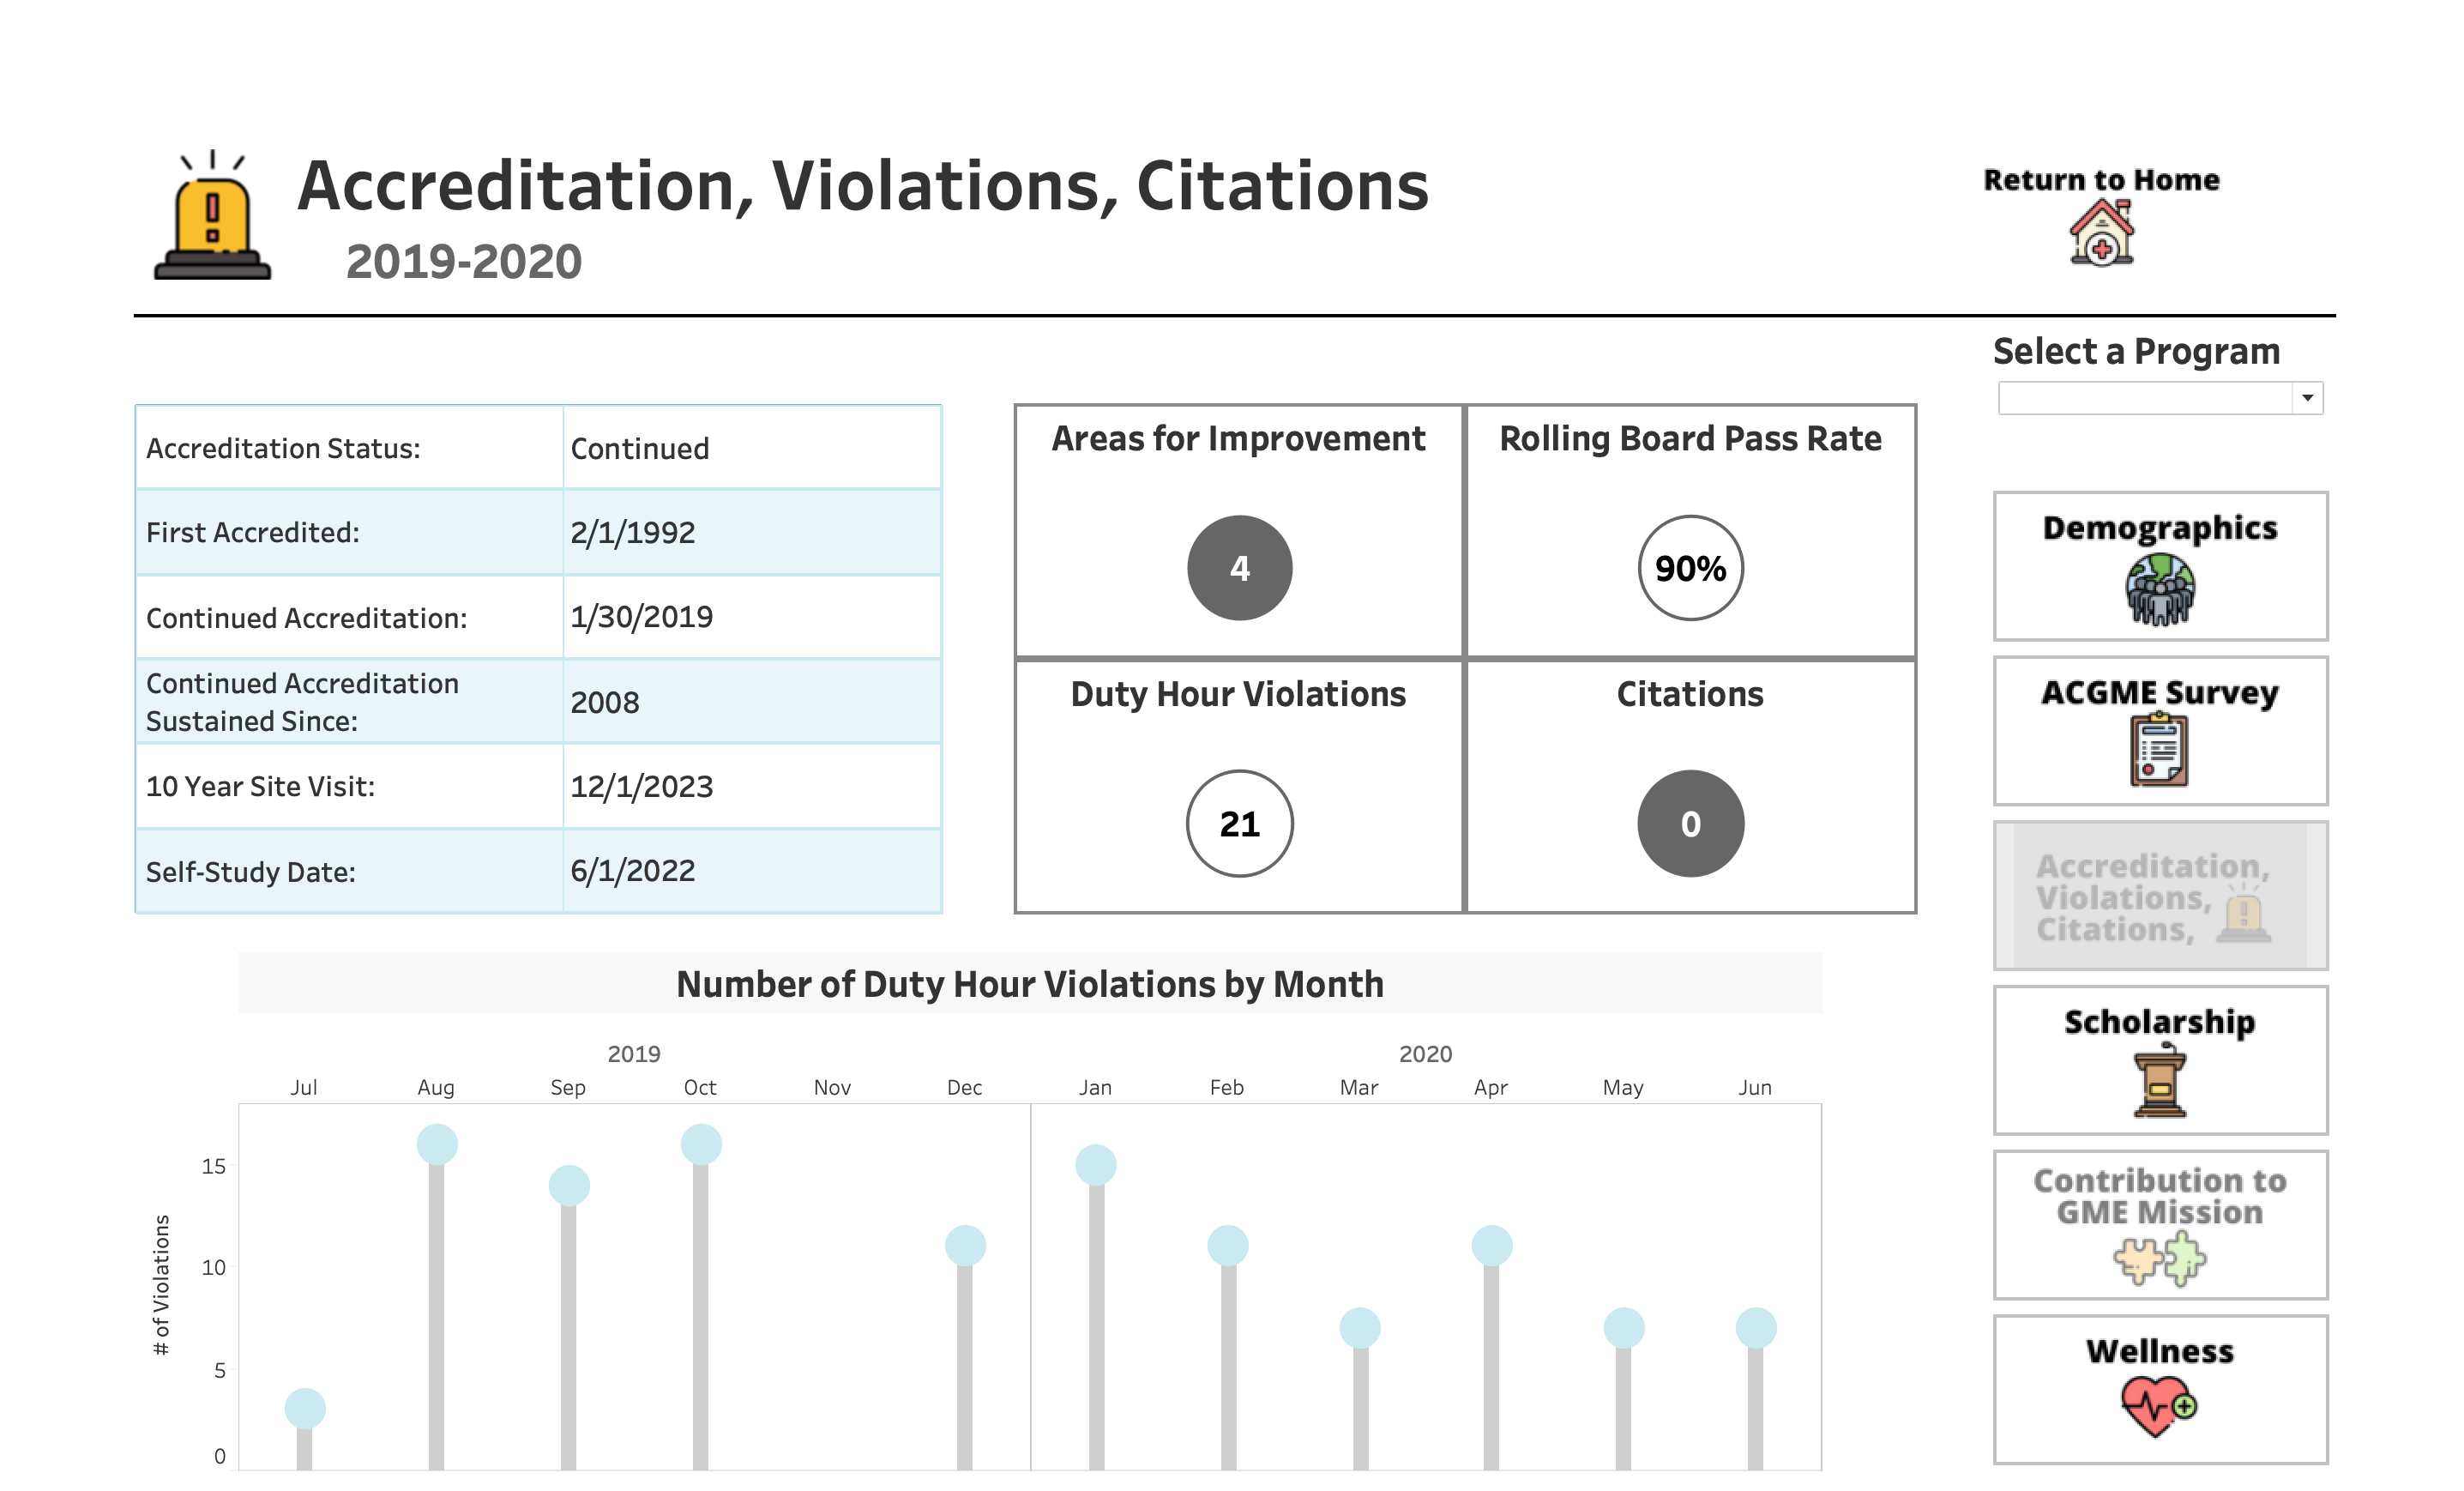 Accreditation, Violations, Citations
2019-2020
Return to Home
Select a Program
Accreditation Status: Continued
First Accredited: 2/1/1992
Continued Accreditation: 1/30/2019
Continued Accreditation
Sustained Since: 2008
10 Year Site Visit: 12/1/2023
Self-Study Date: 6/1/2022
Areas for Improvement
4
Rolling Board Pass Rate
90%
Duty Hour Violations
21
Citations
0
Number of Duty Hour Violations by Month
2019 2020
Jul Aug Sep Oct Nov Dec Jan Feb Mar Apr May Jun
# of Violations
15
10
5
0
Demographics
ACGME Survey
Accreditation,
Violations,
Citations,
Scholarship
Contribution to
GME Mission
Wellness